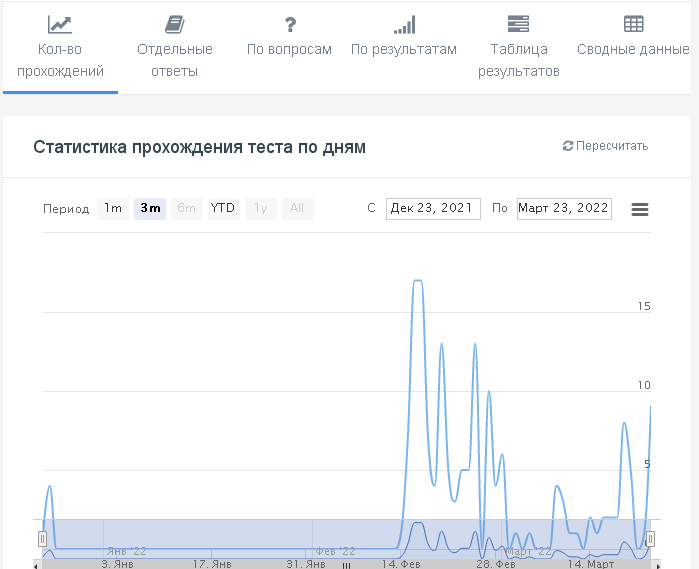 Кол-во
прохождений
Отдельные
ответы
По вопросам
По результатам
Таблица
результатов
Сводные данные
Статистика прохождения теста по дням
Пересчитать
Период 1m 3m 6m YTD 1y All
С Дек 23, 2021 По Март 23, 2022
15
10
5
Янв '22 Фев '22 Март '22
3. Янв 17. Янв 31. Янв 14. Фев 28. Фев 14. Март